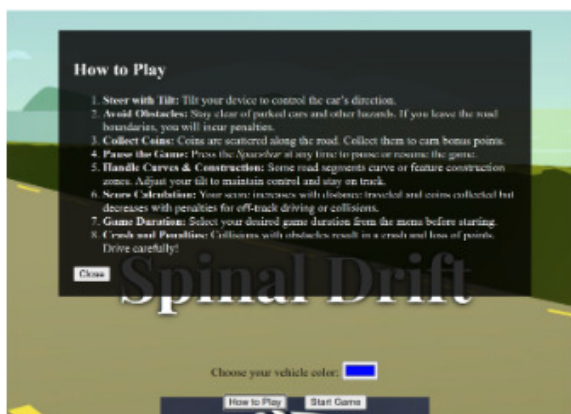 How to Play
1. Steer with Tilt: Tilt your device to control the car's direction.
2. Avoid Obstacles: Stay clear of parked cars and other hazards. If you leave the road
boundaries, you will incur penalties.
3. Collect Coins: Coins are scattered along the road. Collect them to earn bonus points.
4. Pause the Game: Press the Spacebar at any time to pause or resume the game.
5. Handle Curves & Construction: Some road segments curve or feature construction
zones. Adjust your tilt to maintain control and stay on track.
6. Score Calculation: Your score increases with distance traveled and coins collected but
decreases with penalties for off-track driving or collisions.
7. Game Duration: Select your desired game duration from the menu before starting.
8. Crash and Penalties: Collisions with obstacles result in a crash and loss of points.
Drive carefully!
Close
Spinal Drift
Choose your vehicle color:
How to Play Start Game